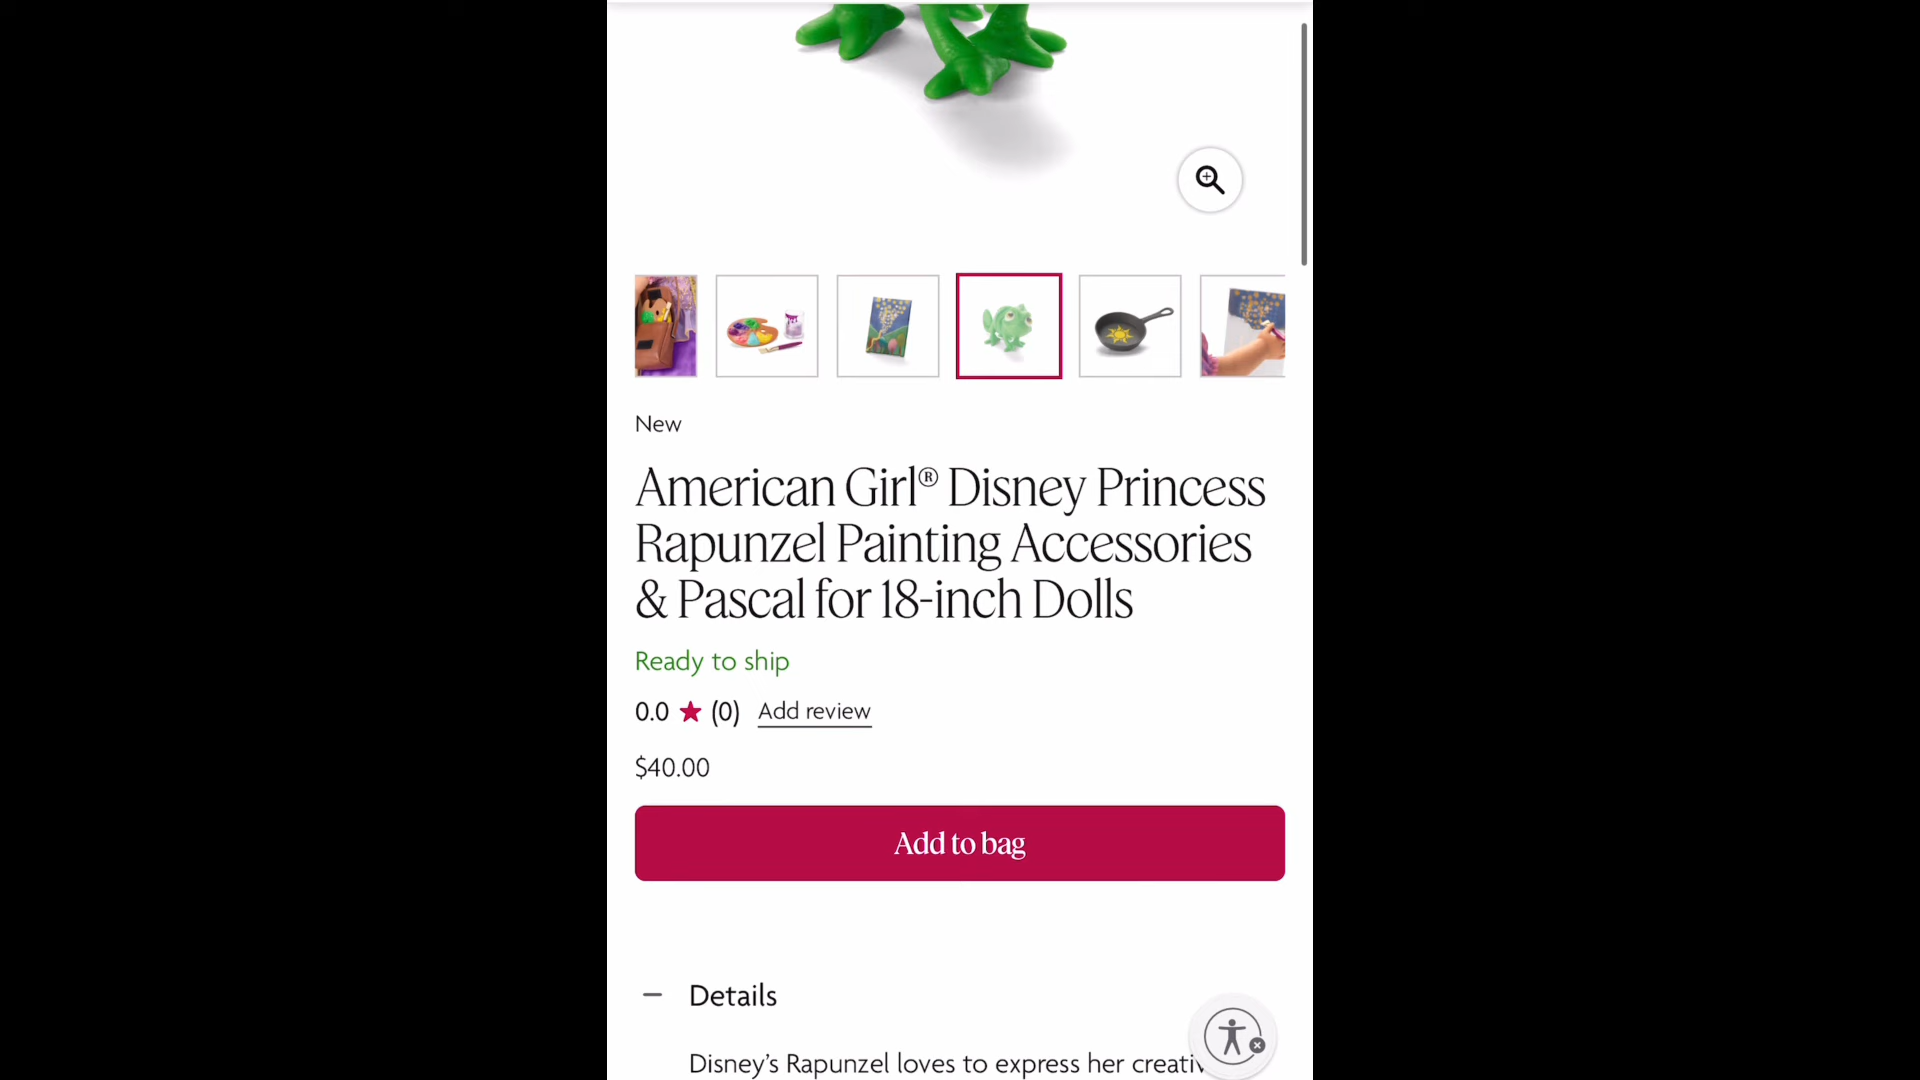 New
American Girl® Disney Princess
Rapunzel Painting Accessories
& Pascal for 18-inch Dolls
Ready to ship
0.0 ★ (0) Add review
$40.00
Add to bag
Details
Disney's Rapunzel loves to express her